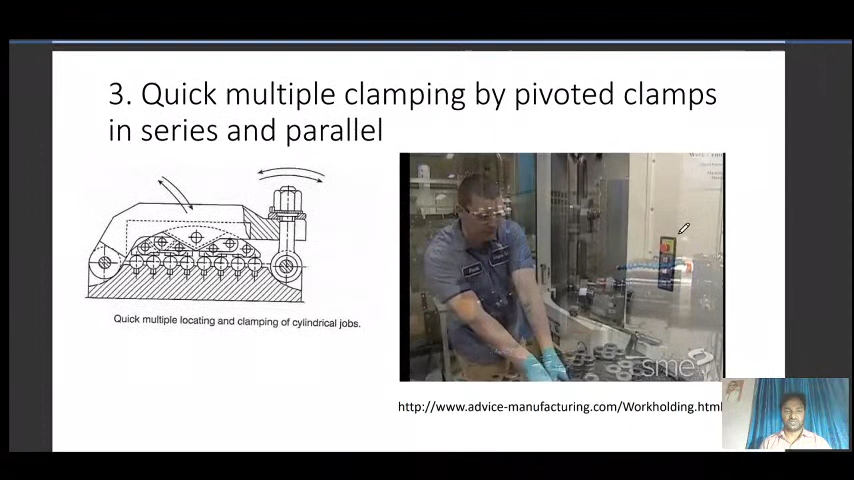 3. Quick multiple clamping by pivoted clamps
in series and parallel
Quick multiple locating and clamping of cylindrical jobs.
sme
http://www.advice-manufacturing.com/Workholding.html